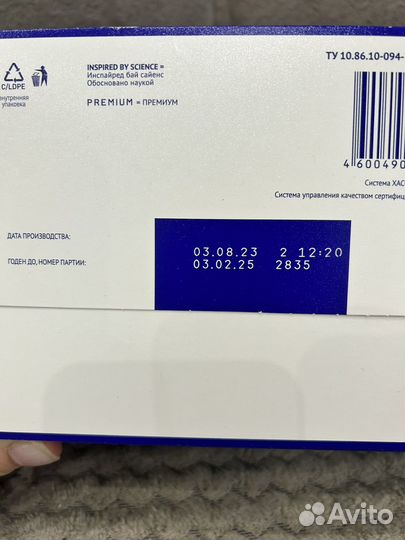 ТУ 10.86.10-094-
INSPIRED BY SCIENCE =
Инспайред бай сайенс
Обосновано наукой
C/LDPE
внутренняя
упаковка
PREMIUM = ПРЕМИУМ
4 600490
Система ХАС
Система управления качеством сертифиц
ДАТА ПРОИЗВОДСТВА:
03.08.23 2 12:20
ГОДЕН ДО, НОМЕР ПАРТИИ:
03.02.25 2835
Avito